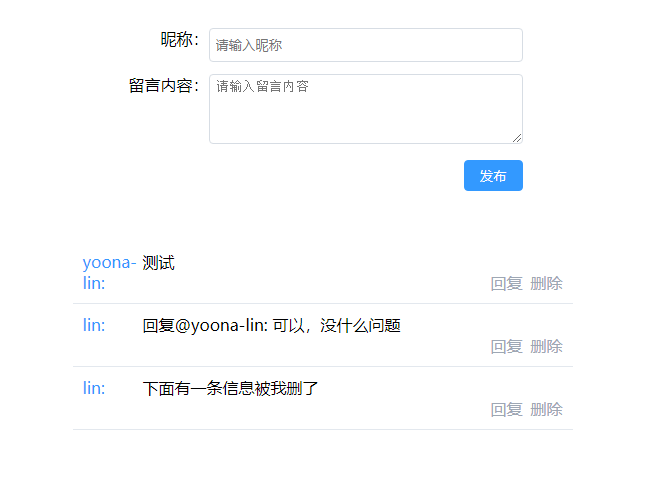 昵称：
请输入昵称
留言内容：
请输入留言内容
发布
yoona-
lin:
测试
回复 删除
lin:
回复@yoona-lin: 可以，没什么问题
回复 删除
lin:
下面有一条信息被我删了
回复 删除